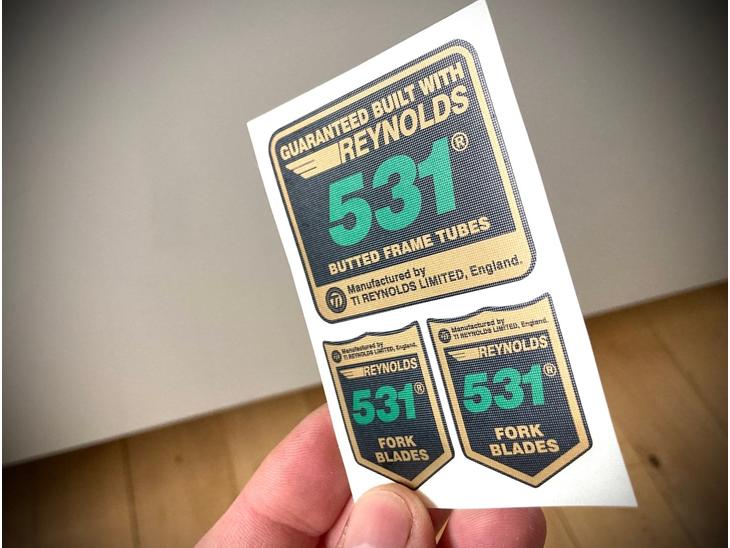 GUARANTEED BUILT WITH
REYNOLDS
531®
BUTTED FRAME TUBES
TI
Manufactured by
TI REYNOLDS LIMITED, England.
Manufactured by
TI REYNOLDS LIMITED, England.
REYNOLDS
531®
FORK
BLADES
Manufactured by
TI REYNOLDS LIMITED, England.
REYNOLDS
531®
FORK
BLADES